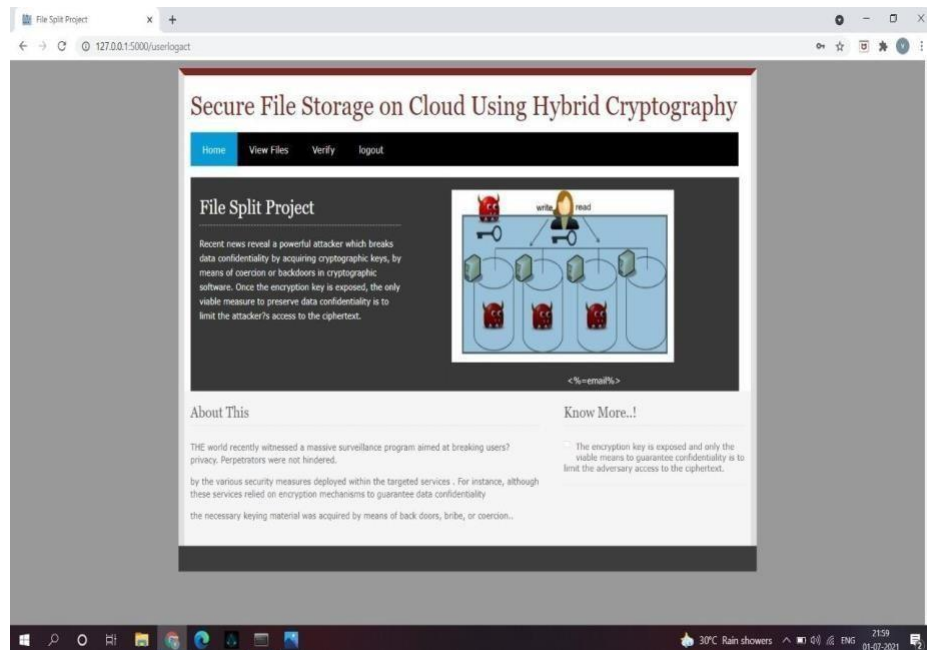 File Split Project
127.0.0.1:5000/userlogact
Secure File Storage on Cloud Using Hybrid Cryptography
Home View Files Verify logout
File Split Project
Recent news reveal a powerful attacker which breaks
data confidentiality by acquiring cryptographic keys, by
means of coercion or backdoors in cryptographic
software. Once the encryption key is exposed, the only
viable measure to preserve data confidentiality is to
limit the attacker?s access to the ciphertext.
write read
<%=email%>
About This
THE world recently witnessed a massive surveillance program aimed at breaking users?
privacy. Perpetrators were not hindered.
by the various security measures deployed within the targeted services . For instance, although
these services relied on encryption mechanisms to guarantee data confidentiality
the necessary keying material was acquired by means of back doors, bribe, or coercion..
Know More..!
The encryption key is exposed and only the
viable means to guarantee confidentiality is to
limit the adversary access to the ciphertext.
30°C Rain showers ENG 21:59
01-07-2021